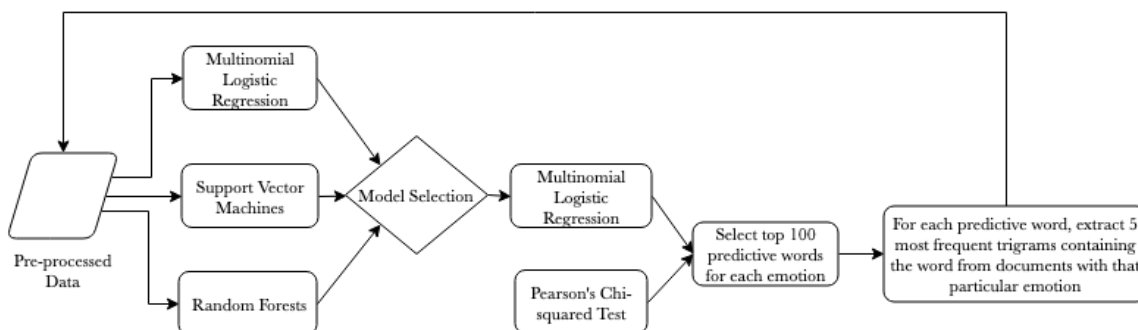 Pre-processed
Data
Multinomial
Logistic
Regression
Support Vector
Machines
Random Forests
Model Selection
Multinomial
Logistic
Regression
Pearson's Chi-
squared Test
Select top 100
predictive words
for each emotion
For each predictive word, extract 5
most frequent trigrams containing
the word from documents with that
particular emotion